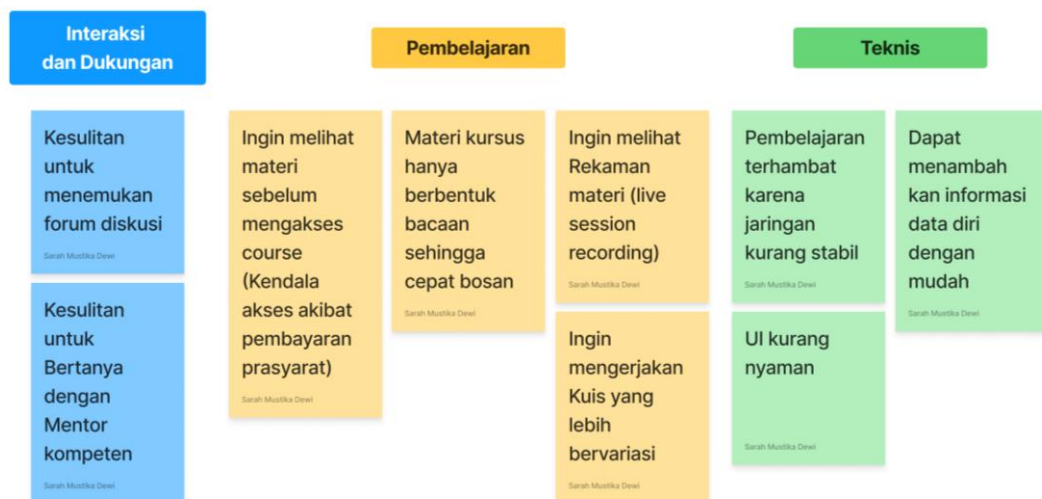 Interaksi
dan Dukungan
Kesulitan
untuk
menemukan
forum diskusi
Sarah Mustika Dewi
Kesulitan
untuk
Bertanya
dengan
Mentor
kompeten
Sarah Mustika Dewi
Pembelajaran
Ingin melihat
materi
sebelum
mengakses
course
(Kendala
akses akibat
pembayaran
prasyarat)
Sarah Mustika Dewi
Materi kursus
hanya
berbentuk
bacaan
sehingga
cepat bosan
Sarah Mustika Dewi
Ingin melihat
Rekaman
materi (live
session
recording)
Sarah Mustika Dewi
Ingin
mengerjakan
Kuis yang
lebih
bervariasi
Sarah Mustika Dewi
Teknis
Pembelajaran
terhambat
karena
jaringan
kurang stabil
Sarah Mustika Dewi
UI kurang
nyaman
Sarah Mustika Dewi
Dapat
menambah
kan informasi
data diri
dengan
mudah
Sarah Mustika Dewi